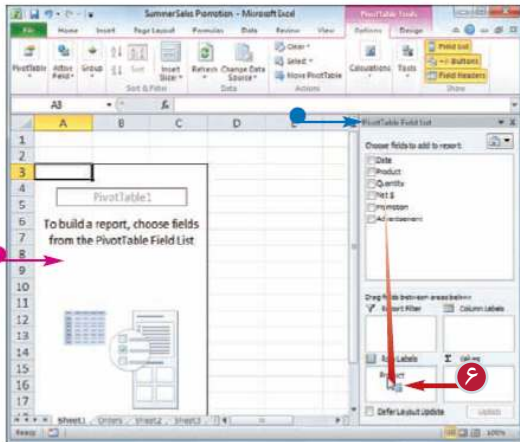 SummerSales Promotion - Microsoft Excel
PivotTable Tools
File Home Insert Page Layout Formulas Data Review View Options Design
PivotTable Active Field Group Sort Insert Slicer Refresh Change Data Source Clear Select Move PivotTable Calculations Tools Field List +/- Buttons Field Headers
Sort & Filter Data Actions Show
A3 fx
A B C D E
PivotTable Field List
1
2
3
4
5
6
7
8
9
10
11
12
13
14
15
16
17
PivotTable1
To build a report, choose fields
from the PivotTable Field List
Choose fields to add to report:
Date
Product
Quantity
Net $
Promotion
Advertisement
Drag fields between areas below:
Report Filter Column Labels
Row Labels Σ Values
Product
۶
Defer Layout Update Update
Sheet1 Orders Sheet2 Sheet3
Ready 100%